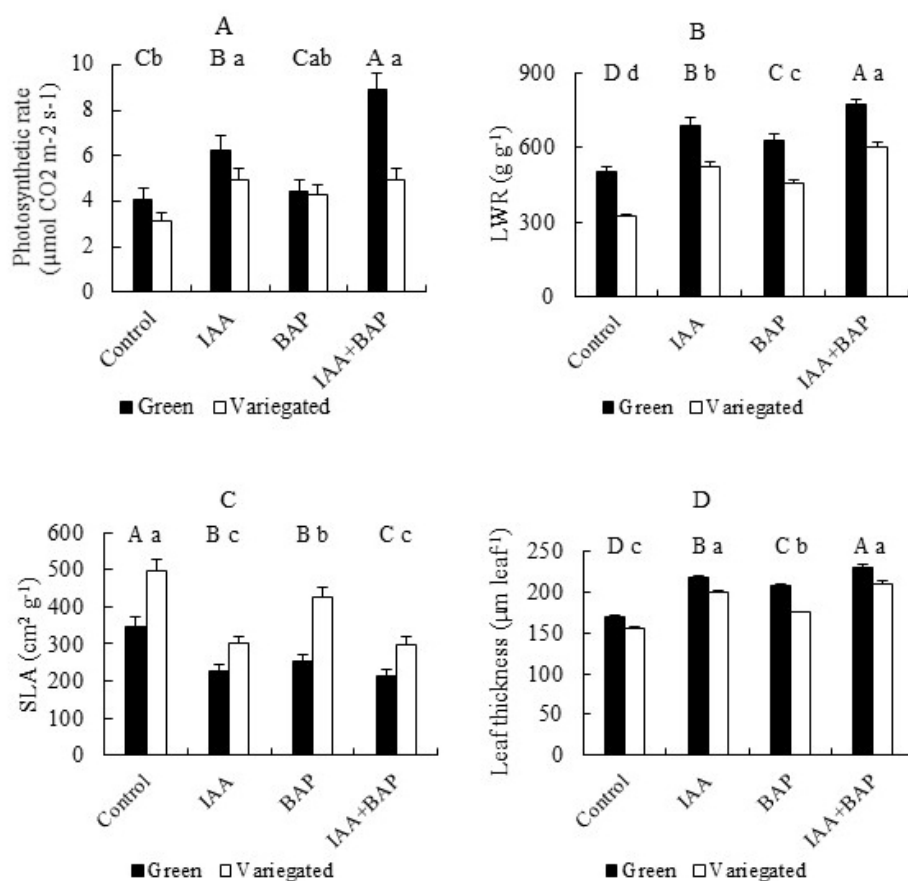 A
Cb B a Cab A a
Photosynthetic rate
(μmol CO2 m-2 s-1)
10
8
6
4
2
0
Control IAA BAP IAA+BAP
Green Variegated
B
D d B b C c A a
LWR (g g-1)
900
600
300
0
Control IAA BAP IAA+BAP
Green Variegated
C
A a B c B b C c
SLA (cm² g-1)
600
500
400
300
200
100
0
Control IAA BAP IAA+BAP
Green Variegated
D
D c B a C b A a
Leaf thickness (μm leaf-1)
250
200
150
100
50
0
Control IAA BAP IAA+BAP
Green Variegated